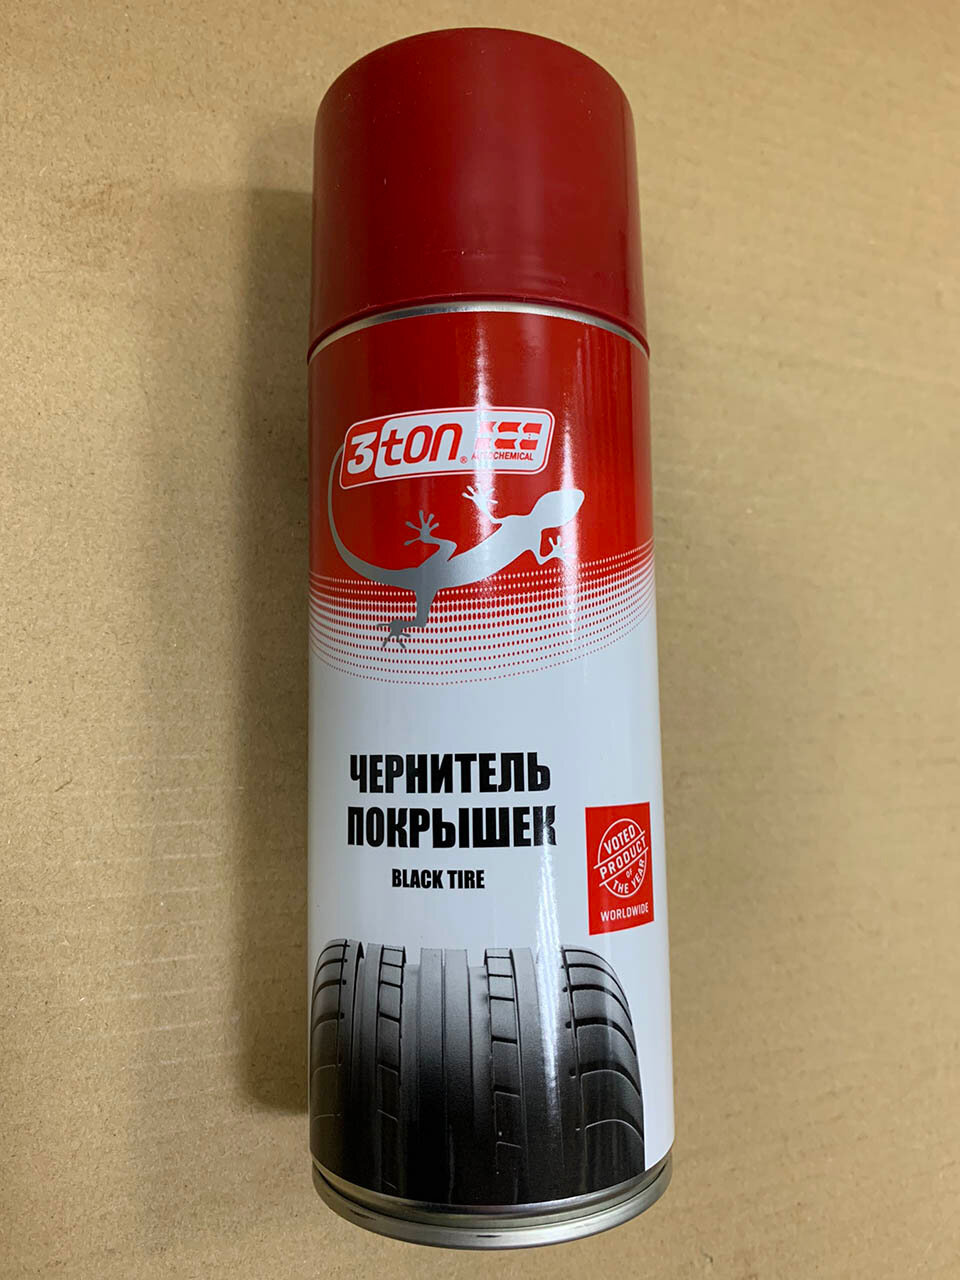 3ton®
AUTOCHEMICAL
ЧЕРНИТЕЛЬ
ПОКРЫШЕК
BLACK TIRE
VOTED
PRODUCT
OF
THE YEAR
WORLDWIDE